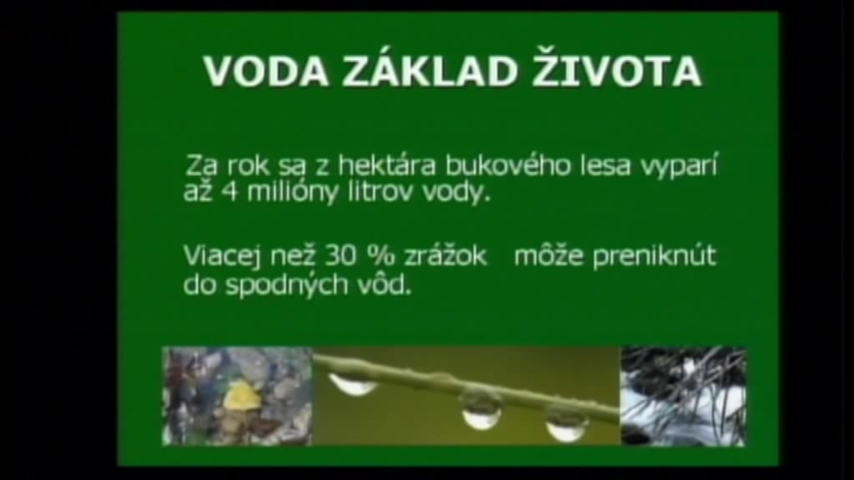 VODA ZÁKLAD ŽIVOTA
Za rok sa z hektára bukového lesa vyparí
až 4 milióny litrov vody.
Viacej než 30 % zrážok môže preniknút
do spodných vôd.